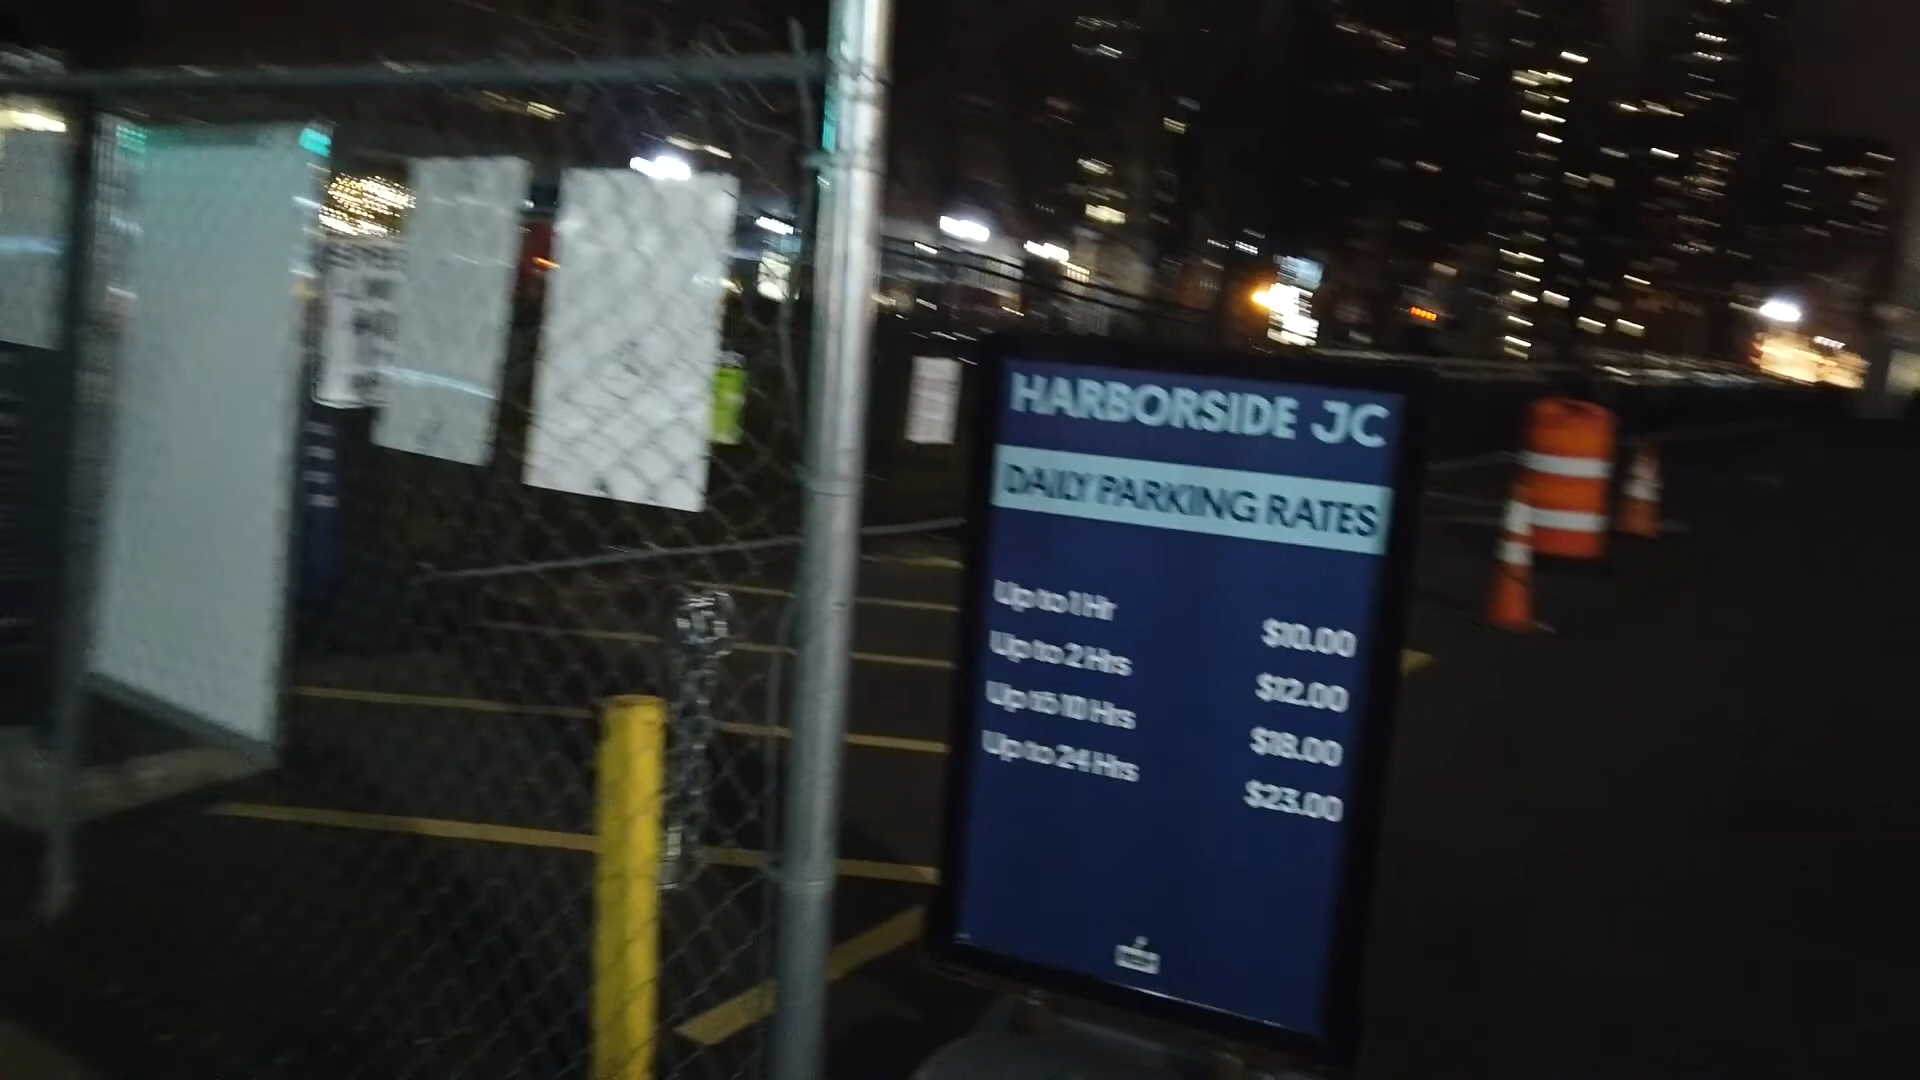 HARBORSIDE JC
DAILY PARKING RATES
Up to 1 Hr $10.00
Up to 2 Hrs $12.00
Up to 10 Hrs $18.00
Up to 24 Hrs $23.00